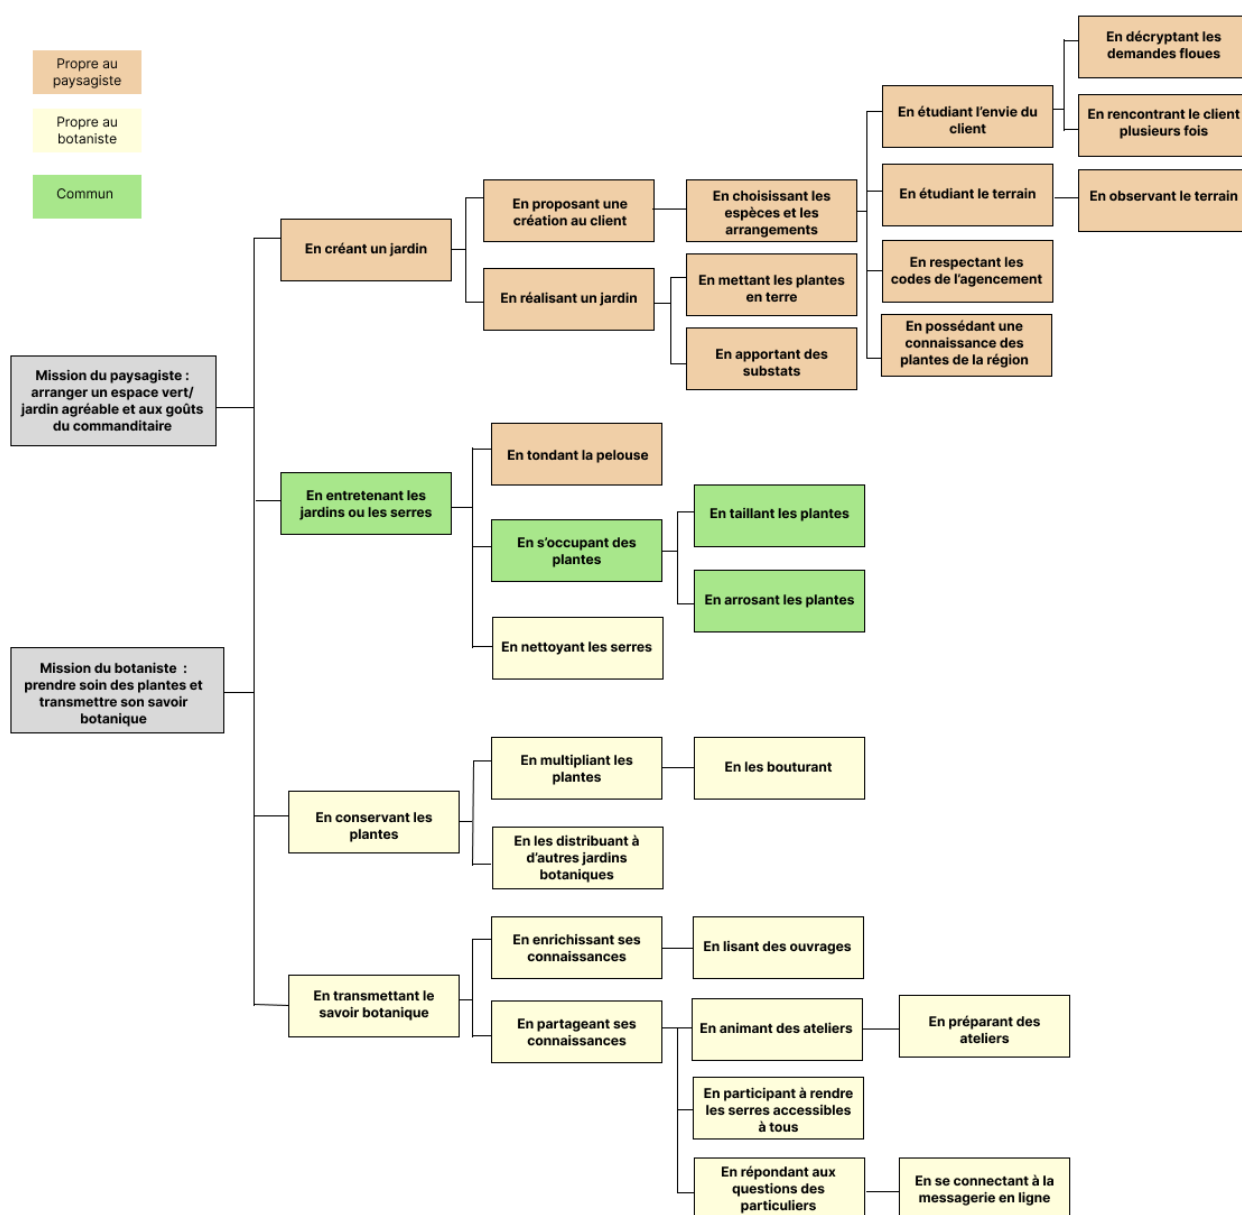 Propre au
paysagiste
Propre au
botaniste
Commun
Mission du paysagiste :
arranger un espace vert/
jardin agréable et aux goûts
du commanditaire
Mission du botaniste :
prendre soin des plantes et
transmettre son savoir
botanique
En créant un jardin
En proposant une
création au client
En choisissant les
espèces et les
arrangements
En étudiant l'envie du
client
En décryptant les
demandes floues
En rencontrant le client
plusieurs fois
En étudiant le terrain
En observant le terrain
En respectant les
codes de l'agencement
En possédant une
connaissance des
plantes de la région
En réalisant un jardin
En mettant les plantes
en terre
En apportant des
substats
En entretenant les
jardins ou les serres
En tondant la pelouse
En s'occupant des
plantes
En taillant les plantes
En arrosant les plantes
En nettoyant les serres
En conservant les
plantes
En multipliant les
plantes
En les bouturant
En les distribuant à
d'autres jardins
botaniques
En transmettant le
savoir botanique
En enrichissant ses
connaissances
En lisant des ouvrages
En partageant ses
connaissances
En animant des ateliers
En préparant des
ateliers
En participant à rendre
les serres accessibles
à tous
En répondant aux
questions des
particuliers
En se connectant à la
messagerie en ligne